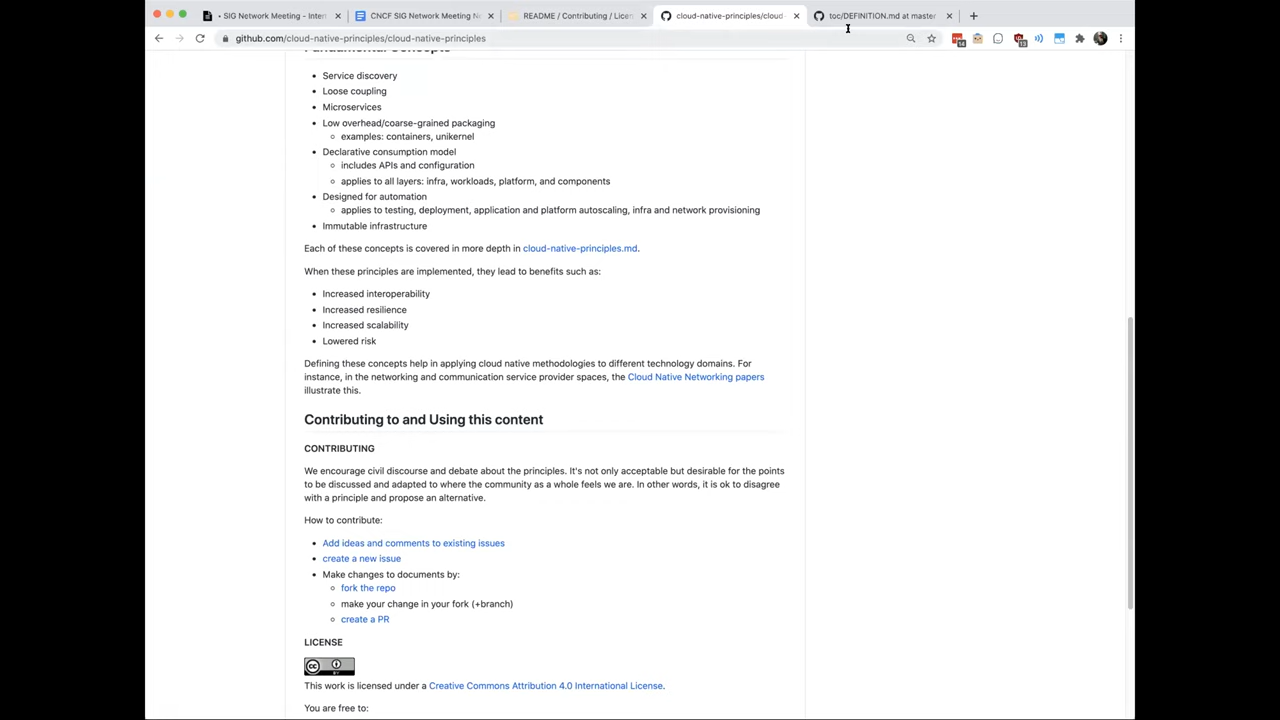 • SIG Network Meeting - Intern
CNCF SIG Network Meeting N
README / Contributing / Licen
cloud-native-principles/cloud-
toc/DEFINITION.md at master
github.com/cloud-native-principles/cloud-native-principles
Fundamental Concepts
• Service discovery
• Loose coupling
• Microservices
• Low overhead/coarse-grained packaging
examples: containers, unikernel
• Declarative consumption model
includes APIs and configuration
applies to all layers: infra, workloads, platform, and components
• Designed for automation
applies to testing, deployment, application and platform autoscaling, infra and network provisioning
• Immutable infrastructure
Each of these concepts is covered in more depth in cloud-native-principles.md.
When these principles are implemented, they lead to benefits such as:
• Increased interoperability
• Increased resilience
• Increased scalability
• Lowered risk
Defining these concepts help in applying cloud native methodologies to different technology domains. For
instance, in the networking and communication service provider spaces, the Cloud Native Networking papers
illustrate this.
Contributing to and Using this content
CONTRIBUTING
We encourage civil discourse and debate about the principles. It's not only acceptable but desirable for the points
to be discussed and adapted to where the community as a whole feels we are. In other words, it is ok to disagree
with a principle and propose an alternative.
How to contribute:
• Add ideas and comments to existing issues
• create a new issue
• Make changes to documents by:
fork the repo
make your change in your fork (+branch)
create a PR
LICENSE
CC BY
This work is licensed under a Creative Commons Attribution 4.0 International License.
You are free to: